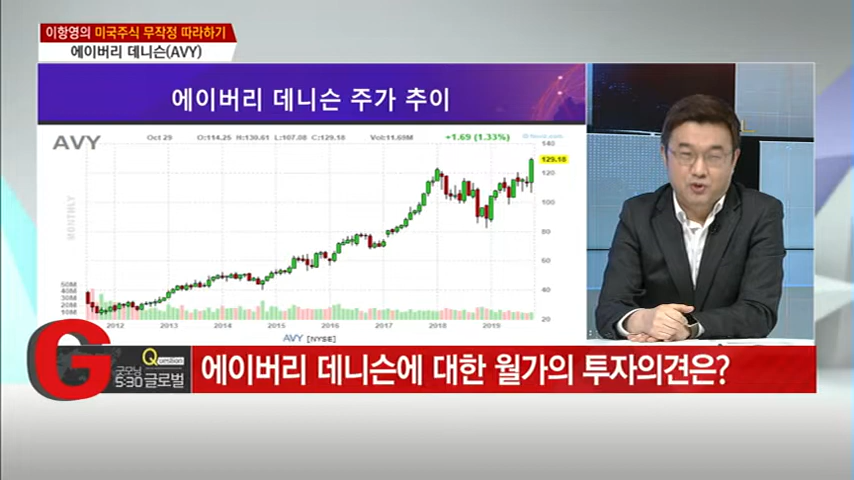 이항영의 미국주식 무작정 따라하기
에이버리 데니슨(AVY)
에이버리 데니슨 주가 추이
AVY
Oct 29 O:114.25 H:130.61 L:107.08 C:129.18 Vol:11.69M +1.69 (1.33%)
MONTHLY
140
129.18
120
100
80
60
40
20
50M
40M
30M
20M
10M
2012 2013 2014 2015 2016 2017 2018 2019
AVY [NYSE]
G
굿모닝
5:30 글로벌
Question
에이버리 데니슨에 대한 월가의 투자의견은?